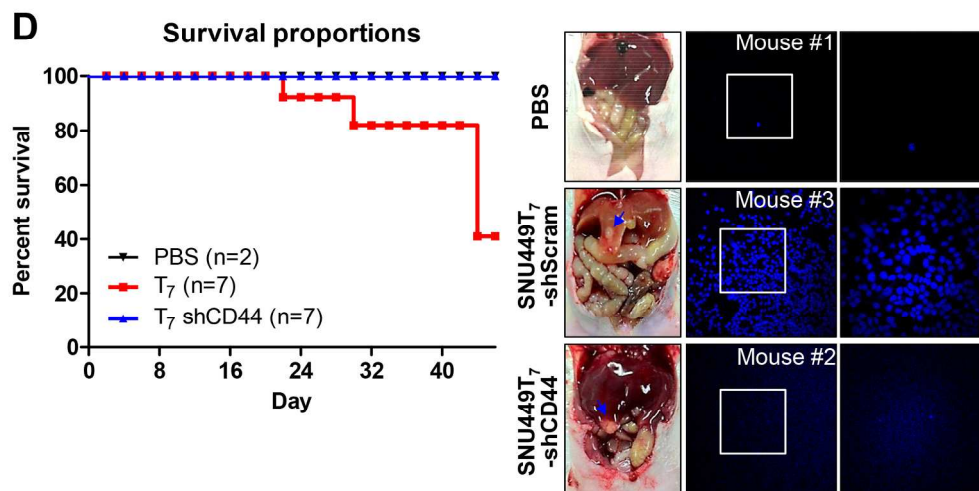 D
Survival proportions
Percent survival
100
80
60
40
20
0
0 8 16 24 32 40
Day
PBS (n=2)
T₇ (n=7)
T₇ shCD44 (n=7)
PBS
Mouse #1
SNU449T₇
-shScram
Mouse #3
SNU449T₇
-shCD44
Mouse #2